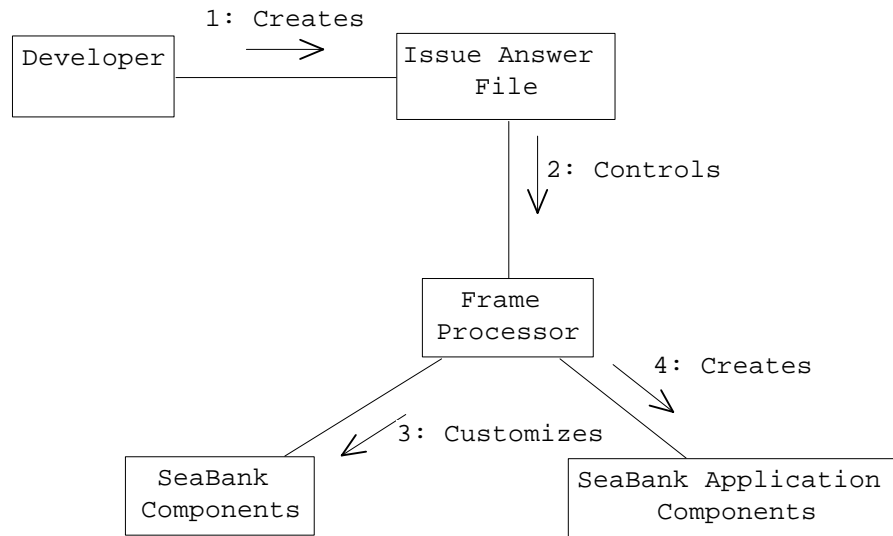 1: Creates
Developer
Issue Answer
File
2: Controls
Frame
Processor
4: Creates
3: Customizes
SeaBank
Components
SeaBank Application
Components